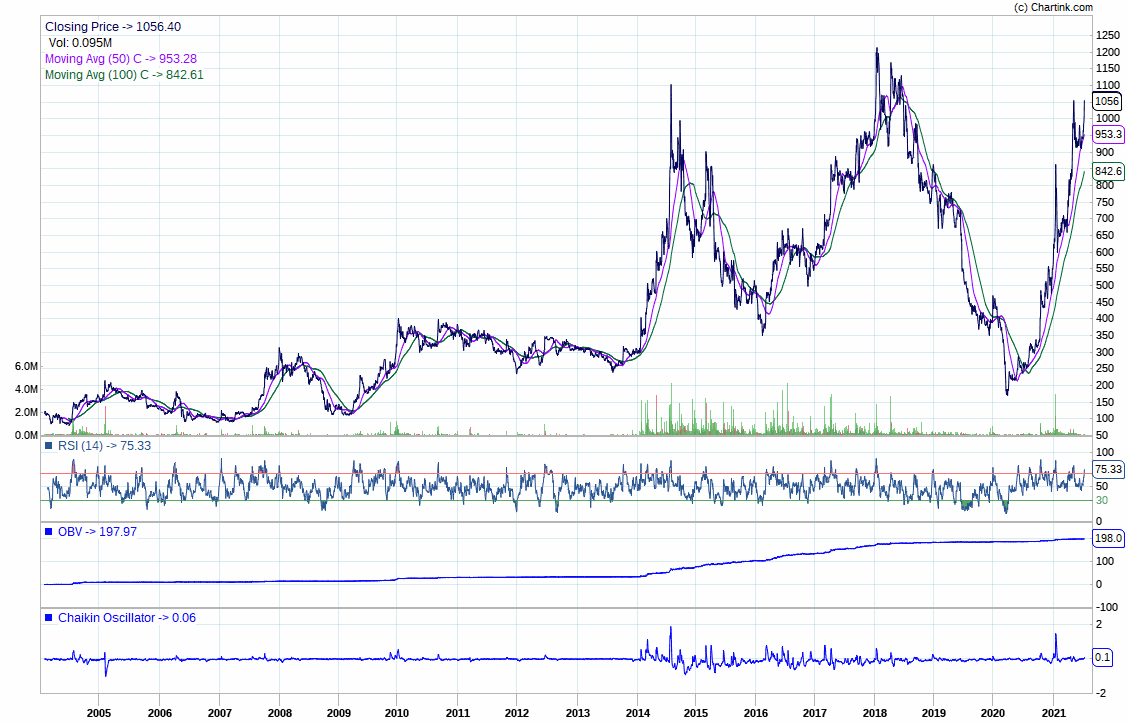 (c) Chartink.com
Closing Price -> 1056.40
Vol: 0.095M
Moving Avg (50) C -> 953.28
Moving Avg (100) C -> 842.61
1250
1200
1150
1100
1056
1000
953.3
900
842.6
800
750
700
650
600
550
500
450
400
350
300
250
200
150
100
50
6.0M
4.0M
2.0M
0.0M
RSI (14) -> 75.33
100
75.33
50
30
0
OBV -> 197.97
198.0
100
0
-100
Chaikin Oscillator -> 0.06
2
0.1
-2
2005 2006 2007 2008 2009 2010 2011 2012 2013 2014 2015 2016 2017 2018 2019 2020 2021